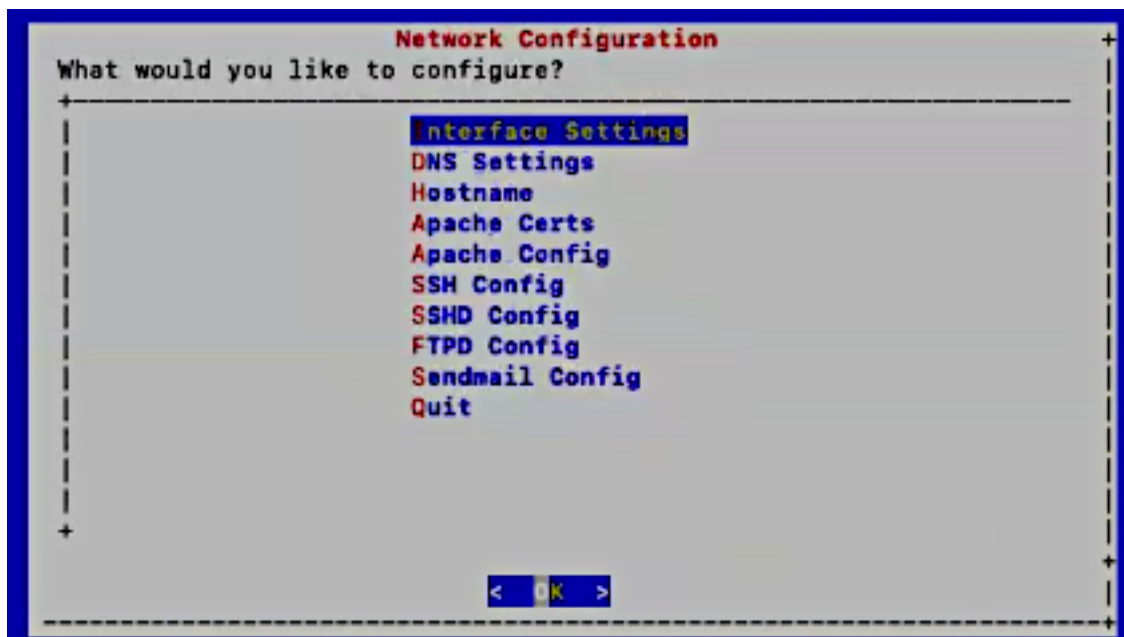 Network Configuration
What would you like to configure?
Interface Settings
DNS Settings
Hostname
Apache Certs
Apache Config
SSH Config
SSHD Config
FTPD Config
Sendmail Config
Quit
< OK >